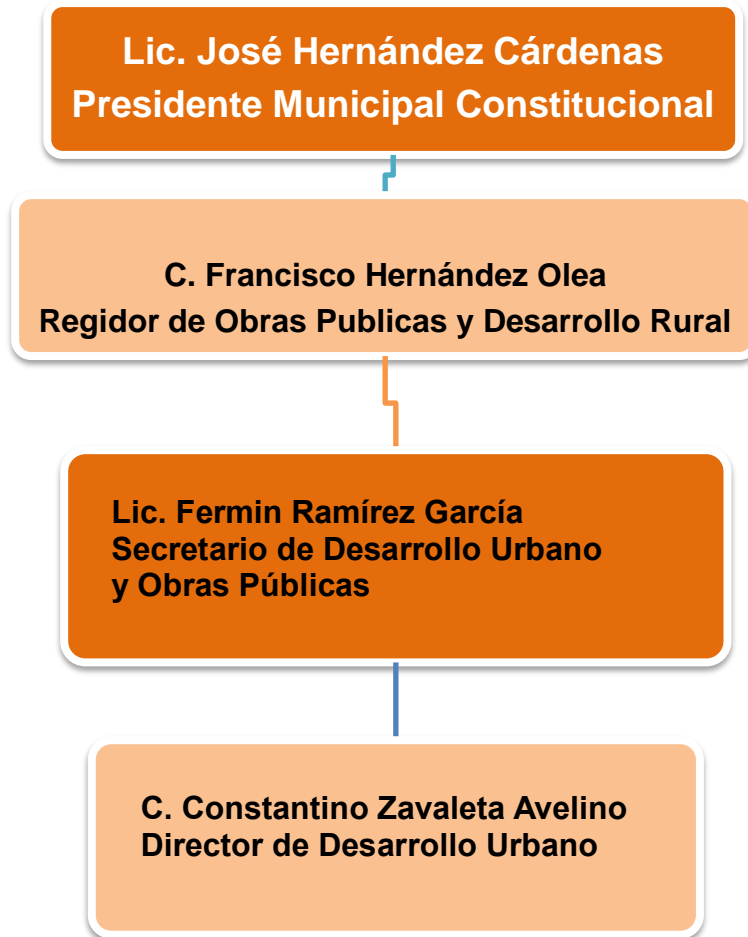 Lic. José Hernández Cárdenas
Presidente Municipal Constitucional
C. Francisco Hernández Olea
Regidor de Obras Publicas y Desarrollo Rural
Lic. Fermin Ramírez García
Secretario de Desarrollo Urbano
y Obras Públicas
C. Constantino Zavaleta Avelino
Director de Desarrollo Urbano